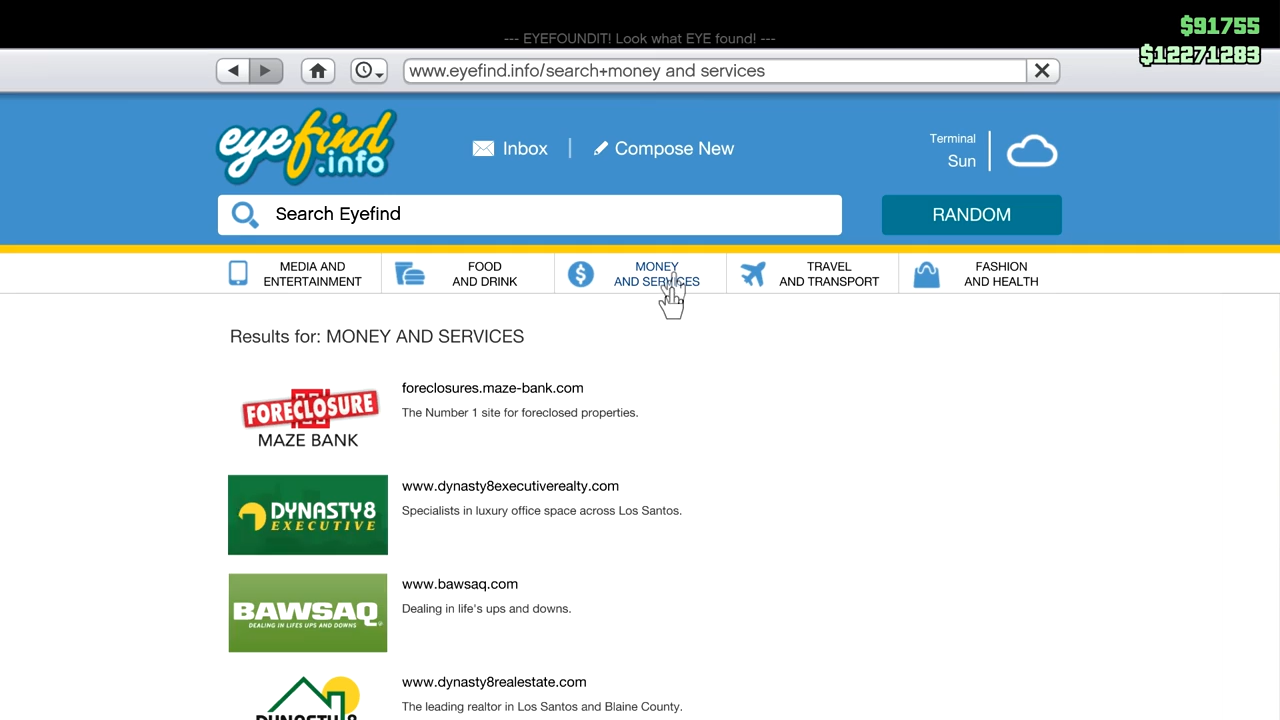 $91755
--- EYEFOUNDIT! Look what EYE found! ---
$12271283
www.eyefind.info/search+money and services
eyefind
.info
Inbox
Compose New
Terminal
Sun
Search Eyefind
RANDOM
MEDIA AND
ENTERTAINMENT
FOOD
AND DRINK
MONEY
AND SERVICES
TRAVEL
AND TRANSPORT
FASHION
AND HEALTH
Results for: MONEY AND SERVICES
FORECLOSURE
MAZE BANK
foreclosures.maze-bank.com
The Number 1 site for foreclosed properties.
DYNASTY8
EXECUTIVE
www.dynasty8executiverealty.com
Specialists in luxury office space across Los Santos.
BAWSAQ
DEALING IN LIFE'S UPS AND DOWNS
www.bawsaq.com
Dealing in life's ups and downs.
DYNASTY 8
www.dynasty8realestate.com
The leading realtor in Los Santos and Blaine County.